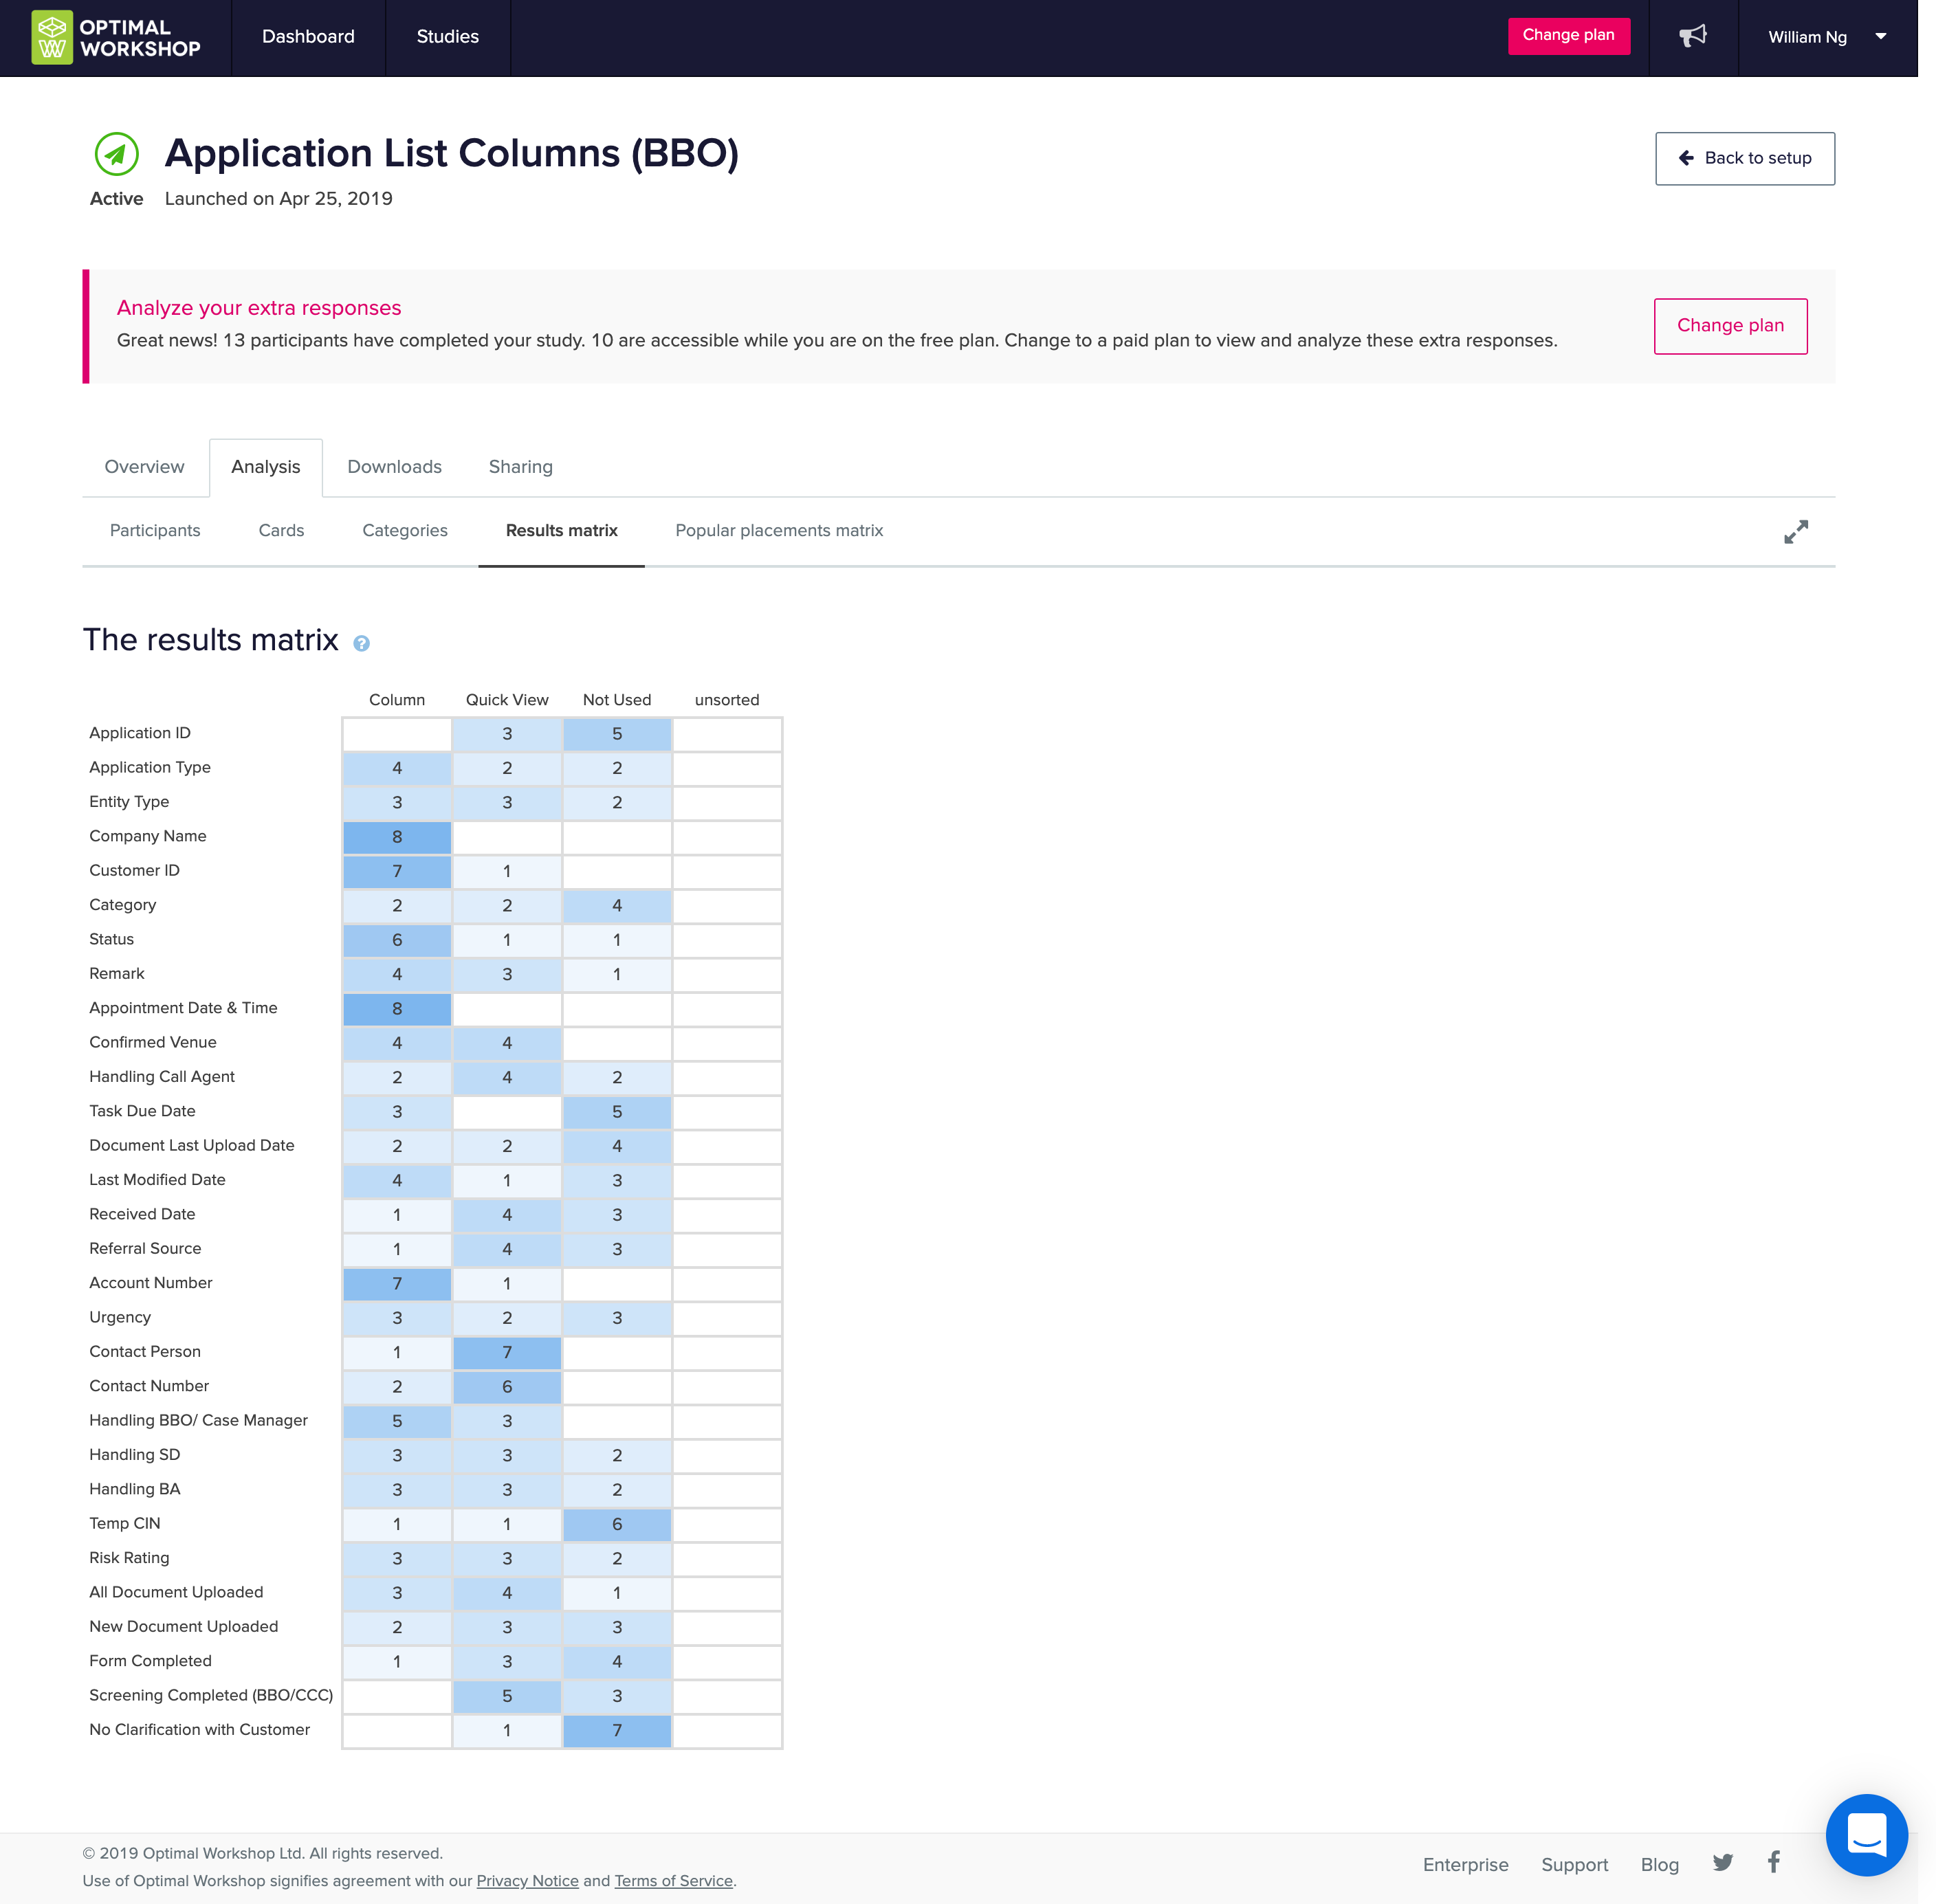 OPTIMAL
WORKSHOP
Dashboard
Studies
Change plan
William Ng
Application List Columns (BBO)
Back to setup
Active
Launched on Apr 25, 2019
Analyze your extra responses
Great news! 13 participants have completed your study. 10 are accessible while you are on the free plan. Change to a paid plan to view and analyze these extra responses.
Change plan
Overview
Analysis
Downloads
Sharing
Participants
Cards
Categories
Results matrix
Popular placements matrix
The results matrix ?
Column Quick View Not Used unsorted
Application ID 3 5
Application Type 4 2 2
Entity Type 3 3 2
Company Name 8
Customer ID 7 1
Category 2 2 4
Status 6 1 1
Remark 4 3 1
Appointment Date & Time 8
Confirmed Venue 4 4
Handling Call Agent 2 4 2
Task Due Date 3 5
Document Last Upload Date 2 2 4
Last Modified Date 4 1 3
Received Date 1 4 3
Referral Source 1 4 3
Account Number 7 1
Urgency 3 2 3
Contact Person 1 7
Contact Number 2 6
Handling BBO/ Case Manager 5 3
Handling SD 3 3 2
Handling BA 3 3 2
Temp CIN 1 1 6
Risk Rating 3 3 2
All Document Uploaded 3 4 1
New Document Uploaded 2 3 3
Form Completed 1 3 4
Screening Completed (BBO/CCC) 5 3
No Clarification with Customer 1 7
© 2019 Optimal Workshop Ltd. All rights reserved.
Use of Optimal Workshop signifies agreement with our Privacy Notice and Terms of Service.
Enterprise
Support
Blog